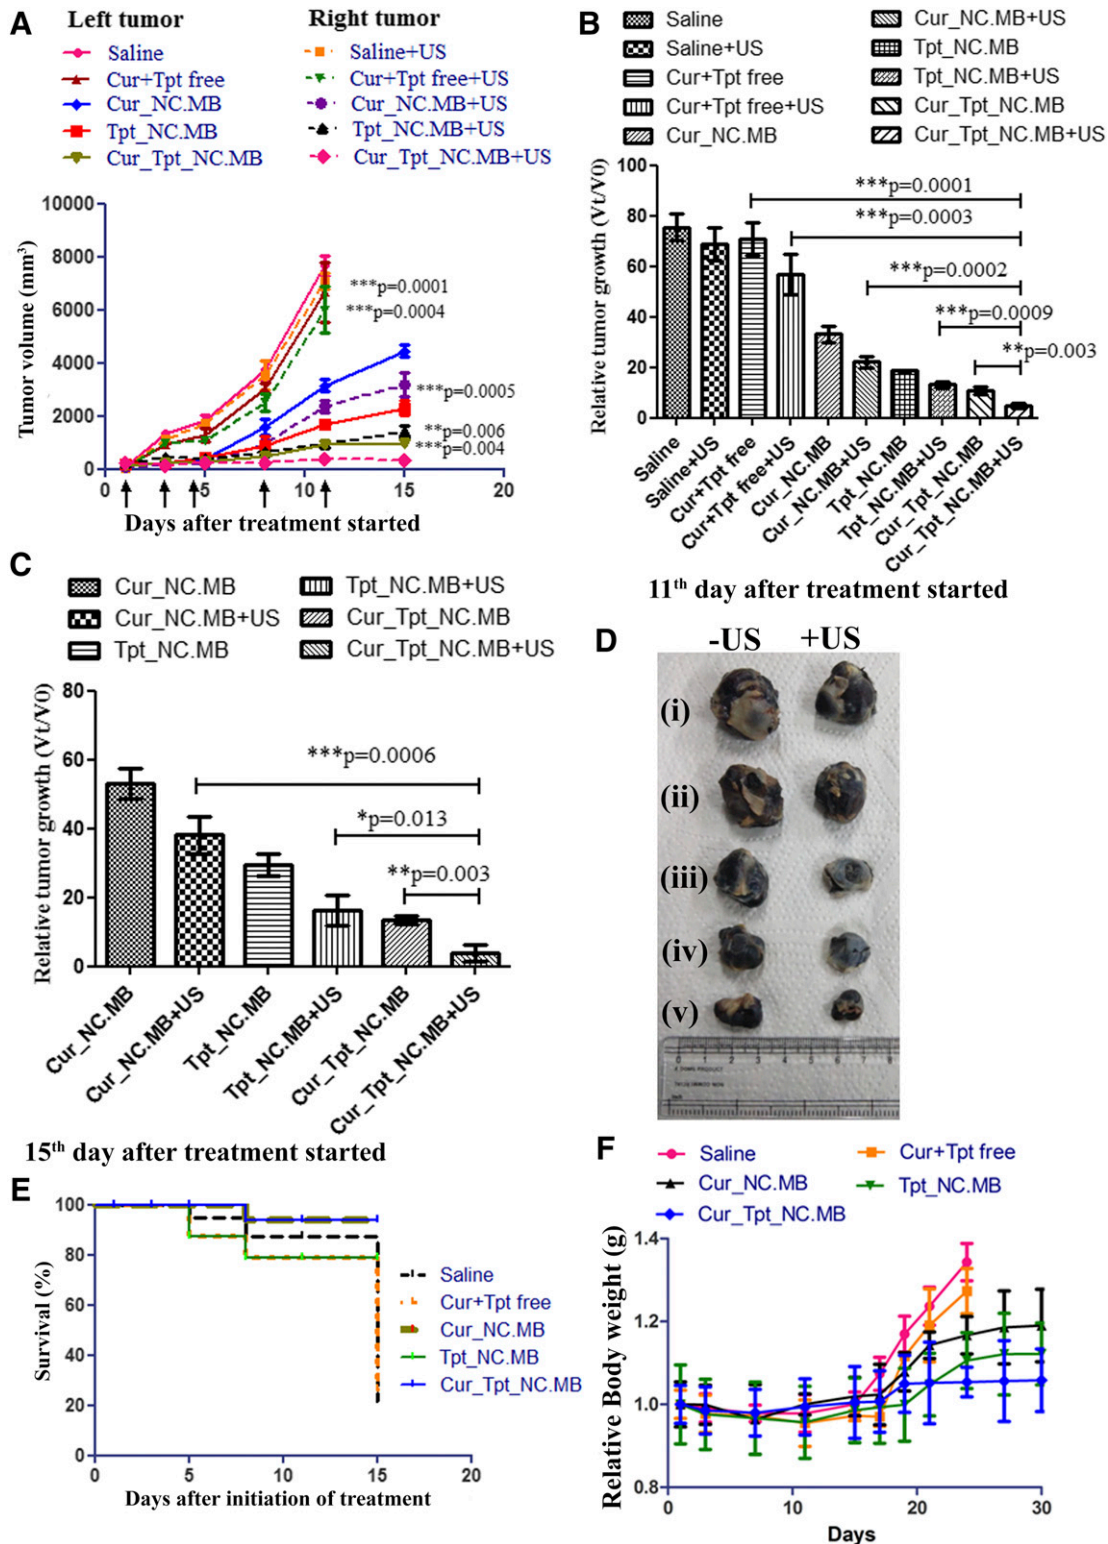 A
Left tumor
Right tumor
Saline
Cur+Tpt free
Cur_NC.MB
Tpt_NC.MB
Cur_Tpt_NC.MB
Saline+US
Cur+Tpt free+US
Cur_NC.MB+US
Tpt_NC.MB+US
Cur_Tpt_NC.MB+US
Tumor volume (mm³)
10000
8000
6000
4000
2000
0
***p=0.0001
***p=0.0004
***p=0.0005
**p=0.006
***p=0.004
0
5
10
15
20
Days after treatment started
B
Saline
Saline+US
Cur+Tpt free
Cur+Tpt free+US
Cur_NC.MB
Cur_NC.MB+US
Tpt_NC.MB
Tpt_NC.MB+US
Cur_Tpt_NC.MB
Cur_Tpt_NC.MB+US
Relative tumor growth (Vt/V0)
100
80
60
40
20
0
***p=0.0001
***p=0.0003
***p=0.0002
***p=0.0009
**p=0.003
Saline
Saline+US
Cur+Tpt free
Cur+Tpt free+US
Cur_NC.MB
Cur_NC.MB+US
Tpt_NC.MB
Tpt_NC.MB+US
Cur_Tpt_NC.MB
Cur_Tpt_NC.MB+US
11th day after treatment started
C
Cur_NC.MB
Cur_NC.MB+US
Tpt_NC.MB
Tpt_NC.MB+US
Cur_Tpt_NC.MB
Cur_Tpt_NC.MB+US
Relative tumor growth (Vt/V0)
80
60
40
20
0
***p=0.0006
*p=0.013
**p=0.003
Cur_NC.MB
Cur_NC.MB+US
Tpt_NC.MB
Tpt_NC.MB+US
Cur_Tpt_NC.MB
Cur_Tpt_NC.MB+US
15th day after treatment started
D
-US
+US
(i)
(ii)
(iii)
(iv)
(v)
0 1 2 3 4 5 6 7 8
E
Survival (%)
100
80
60
40
20
0
Saline
Cur+Tpt free
Cur_NC.MB
Tpt_NC.MB
Cur_Tpt_NC.MB
0
5
10
15
20
Days after initiation of treatment
F
Saline
Cur_NC.MB
Cur_Tpt_NC.MB
Cur+Tpt free
Tpt_NC.MB
Relative Body weight (g)
1.4
1.2
1.0
0.8
0
10
20
30
Days